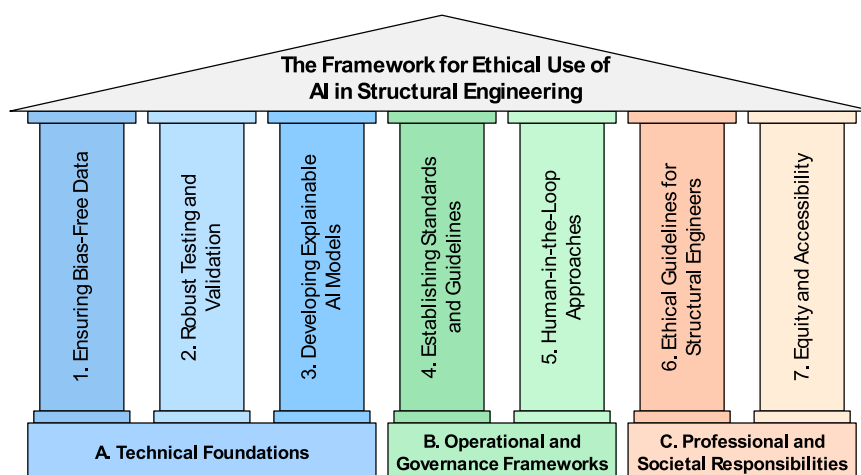 The Framework for Ethical Use of
AI in Structural Engineering
1. Ensuring Bias-Free Data
2. Robust Testing and
Validation
3. Developing Explainable
AI Models
4. Establishing Standards
and Guidelines
5. Human-in-the-Loop
Approaches
6. Ethical Guidelines for
Structural Engineers
7. Equity and Accessibility
A. Technical Foundations
B. Operational and
Governance Frameworks
C. Professional and
Societal Responsibilities